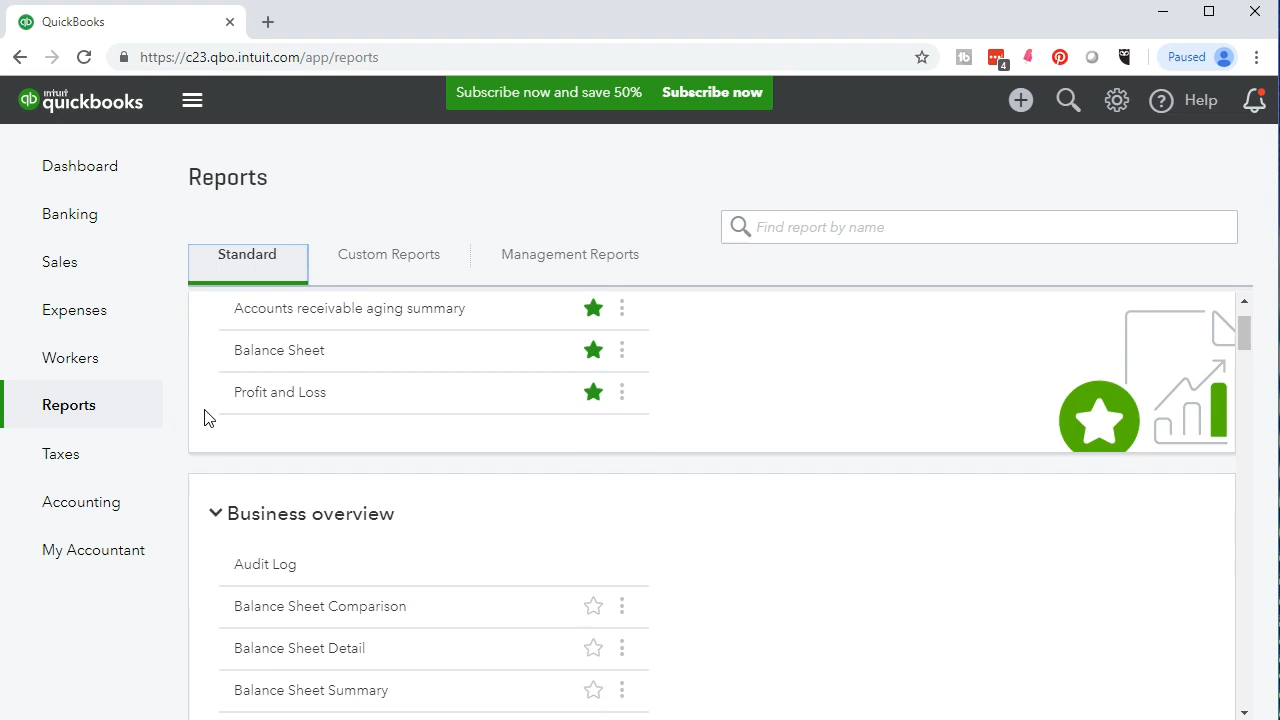 QuickBooks
https://c23.qbo.intuit.com/app/reports
4
Paused
intuit
quickbooks
Subscribe now and save 50% Subscribe now
Help
Dashboard
Banking
Sales
Expenses
Workers
Reports
Taxes
Accounting
My Accountant
Reports
Find report by name
Standard
Custom Reports
Management Reports
Accounts receivable aging summary
Balance Sheet
Profit and Loss
Business overview
Audit Log
Balance Sheet Comparison
Balance Sheet Detail
Balance Sheet Summary